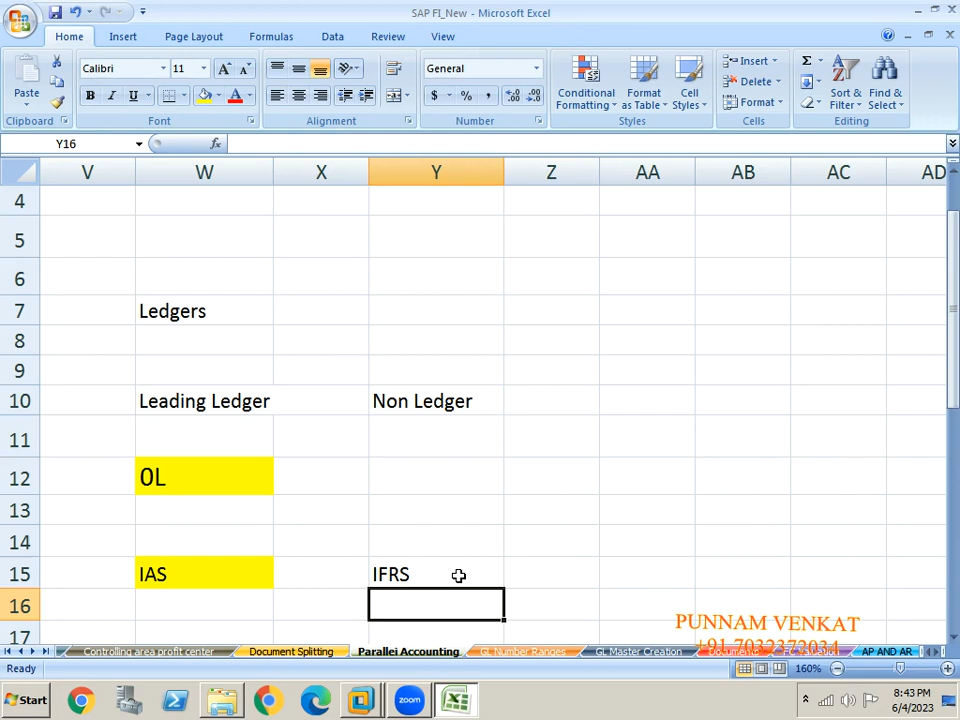 SAP FI_New - Microsoft Excel
Home Insert Page Layout Formulas Data Review View
Paste
Calibri 11 A A
B I U A
General
$ % ,
Conditional Formatting
Format as Table
Cell Styles
Insert
Delete
Format
Σ
Sort & Filter
Find & Select
Clipboard Font Alignment Number Styles Cells Editing
Y16 fx
V W X Y Z AA AB AC AD
4
5
6
7 Ledgers
8
9
10 Leading Ledger Non Ledger
11
12 0L
13
14
15 IAS IFRS
16
17
PUNNAM VENKAT
+91 7032372034
Controlling area profit center Document Splitting Parallel Accounting GL Number Ranges GL Master Creation AP AND AR
Ready 160%
Start zoom 8:43 PM
6/4/2023